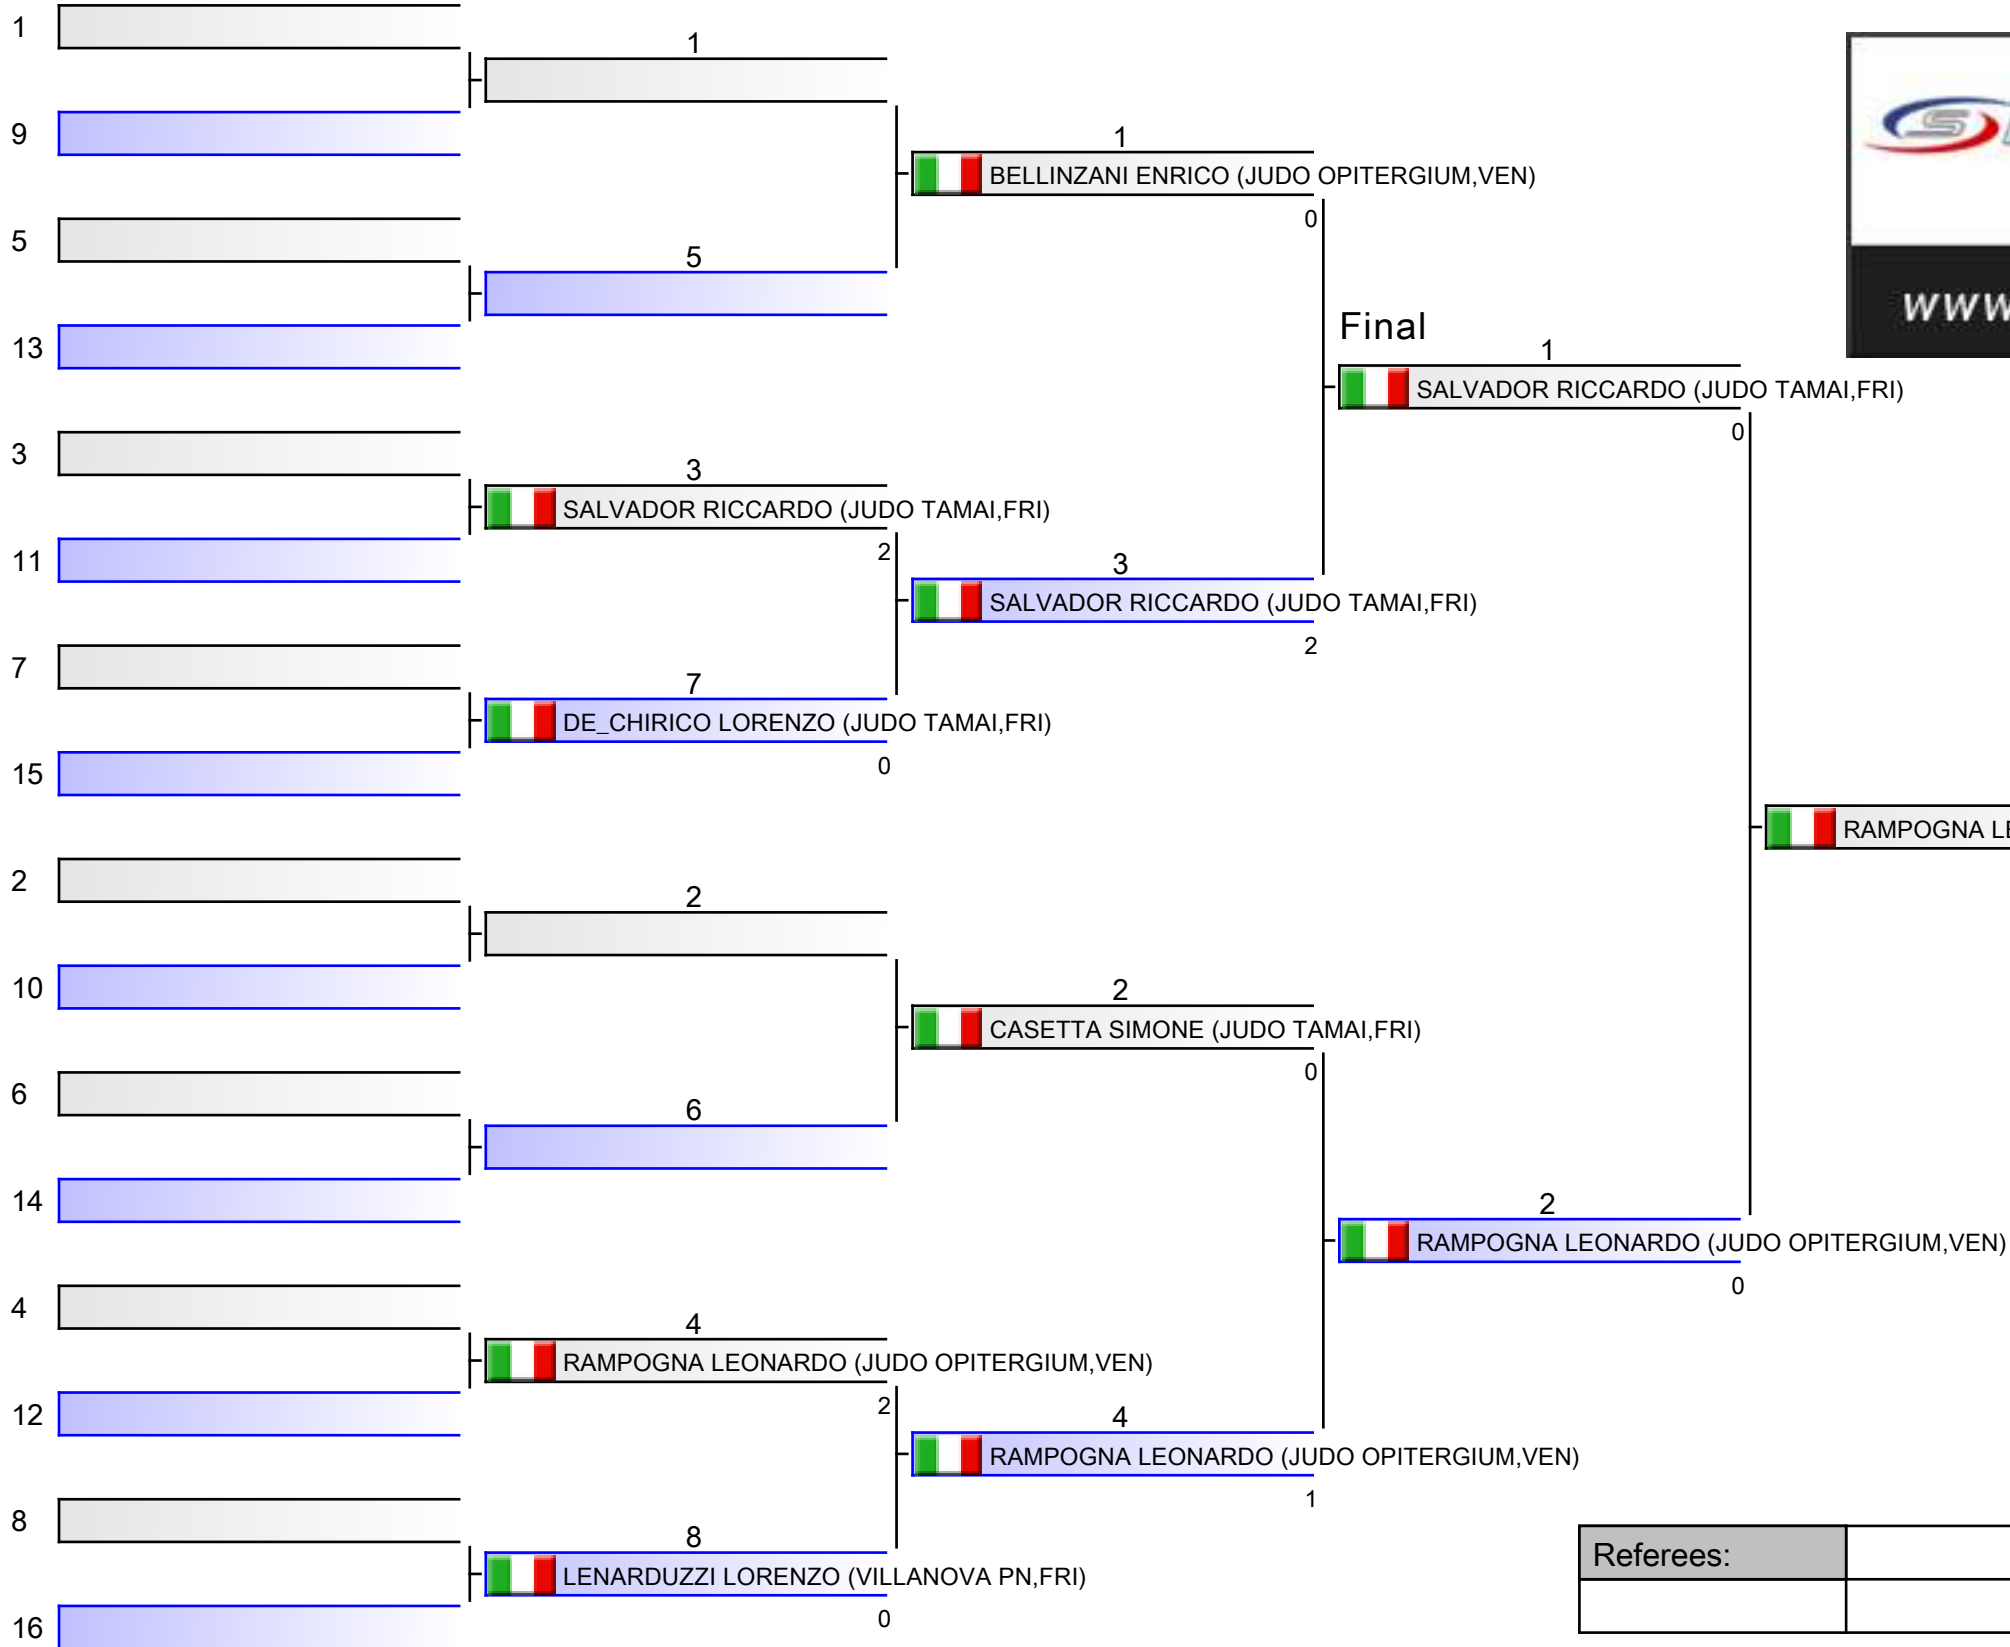 1
1
9
1
BELLINZANI ENRICO (JUDO OPITERGIUM,VEN)
0
5
5
13
Final
1
SALVADOR RICCARDO (JUDO TAMAI,FRI)
0
WWW
3
3
SALVADOR RICCARDO (JUDO TAMAI,FRI)
2
11
3
SALVADOR RICCARDO (JUDO TAMAI,FRI)
2
7
7
DE_CHIRICO LORENZO (JUDO TAMAI,FRI)
0
15
RAMPOGNA LE
2
2
10
2
CASETTA SIMONE (JUDO TAMAI,FRI)
0
6
6
14
2
RAMPOGNA LEONARDO (JUDO OPITERGIUM,VEN)
0
4
4
RAMPOGNA LEONARDO (JUDO OPITERGIUM,VEN)
2
12
4
RAMPOGNA LEONARDO (JUDO OPITERGIUM,VEN)
1
8
8
LENARDUZZI LORENZO (VILLANOVA PN,FRI)
0
16
Referees: